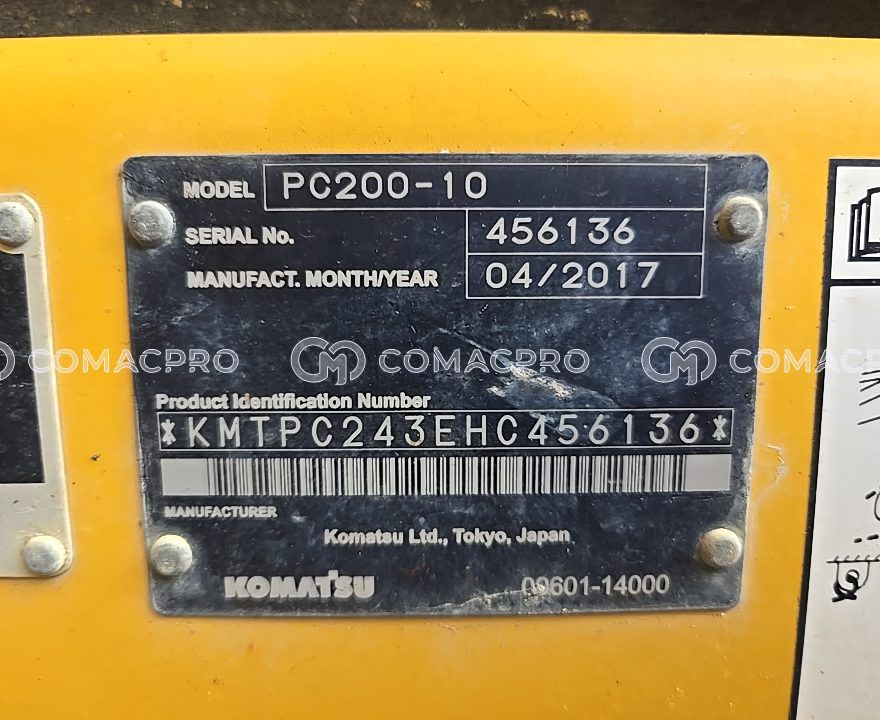 MODEL PC200-10
SERIAL No. 456136
MANUFACT. MONTH/YEAR 04/2017
COMACPRO COMACPRO COMACPRO
Product Identification Number
*KMTPC243EHC456136*
MANUFACTURER
Komatsu Ltd., Tokyo, Japan
KOMATSU 09601-14000